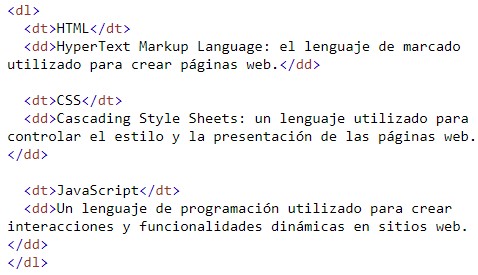 <dl>
  <dt>HTML</dt>
  <dd>HyperText Markup Language: el lenguaje de marcado
utilizado para crear páginas web.</dd>

  <dt>CSS</dt>
  <dd>Cascading Style Sheets: un lenguaje utilizado para
controlar el estilo y la presentación de las páginas web.
</dd>

  <dt>JavaScript</dt>
  <dd>Un lenguaje de programación utilizado para crear
interacciones y funcionalidades dinámicas en sitios web.
</dd>
</dl>